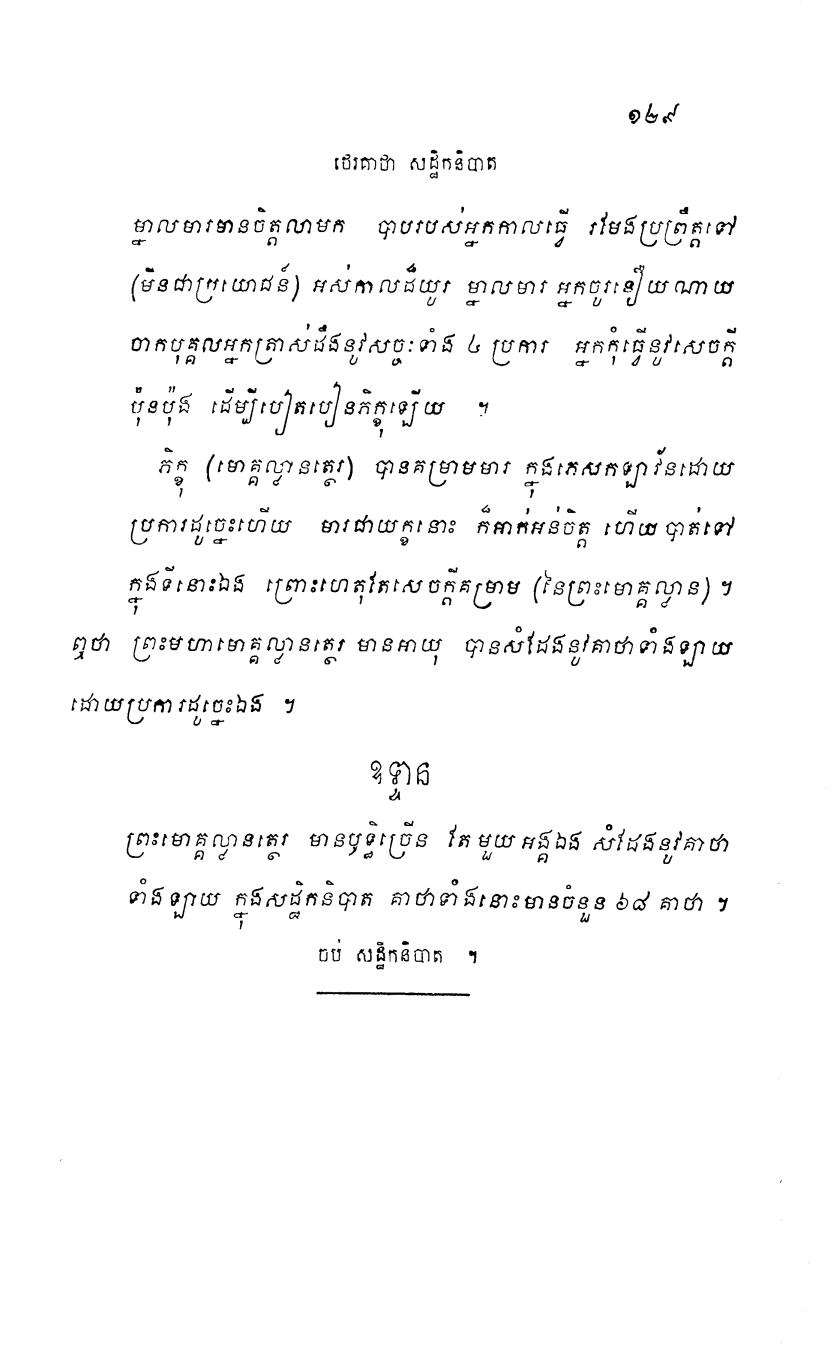 ១២៩
ថេរគាថា សដ្ឋិកនិបាត
ម្នាលមារមានចិត្តលាមក បាបរបស់អ្នកកាលធ្វើ រមែងប្រព្រឹត្តទៅ
(មិនជាប្រយោជន៍) អស់កាលដ៏យូរ ម្នាលមារ អ្នកចូរនឿយណាយ
ចាកបុគ្គលអ្នកត្រាស់ដឹងនូវសច្ចៈទាំង ៤ ប្រការ អ្នកកុំធ្វើនូវសេចក្តី
ប៉ុនប៉ុង ដើម្បីបៀតបៀនភិក្ខុឡើយ ។
ភិក្ខុ (មោគ្គល្លានត្ថេរ) បានគម្រាមមារ ក្នុងភេសកឡាវ័នដោយ
ប្រការដូច្នេះហើយ មារជាយក្ខនោះ ក៏អាក់អន់ចិត្ត ហើយបាត់ទៅ
ក្នុងទីនោះឯង ព្រោះហេតុតែសេចក្តីគម្រាម (នៃព្រះមោគ្គល្លាន) ។
ឮថា ព្រះមហាមោគ្គល្លានត្ថេរ មានអាយុ បានសំដែងនូវគាថាទាំងឡាយ
ដោយប្រការដូច្នេះឯង ។
ឧទ្ទាន
ព្រះមោគ្គល្លានត្ថេរ មានឫទ្ធិច្រើន តែមួយអង្គឯង សំដែងនូវគាថា
ទាំងឡាយ ក្នុងសដ្ឋិកនិបាត គាថាទាំងនោះមានចំនួន ៦៨ គាថា ។
ចប់ សដ្ឋិកនិបាត ។